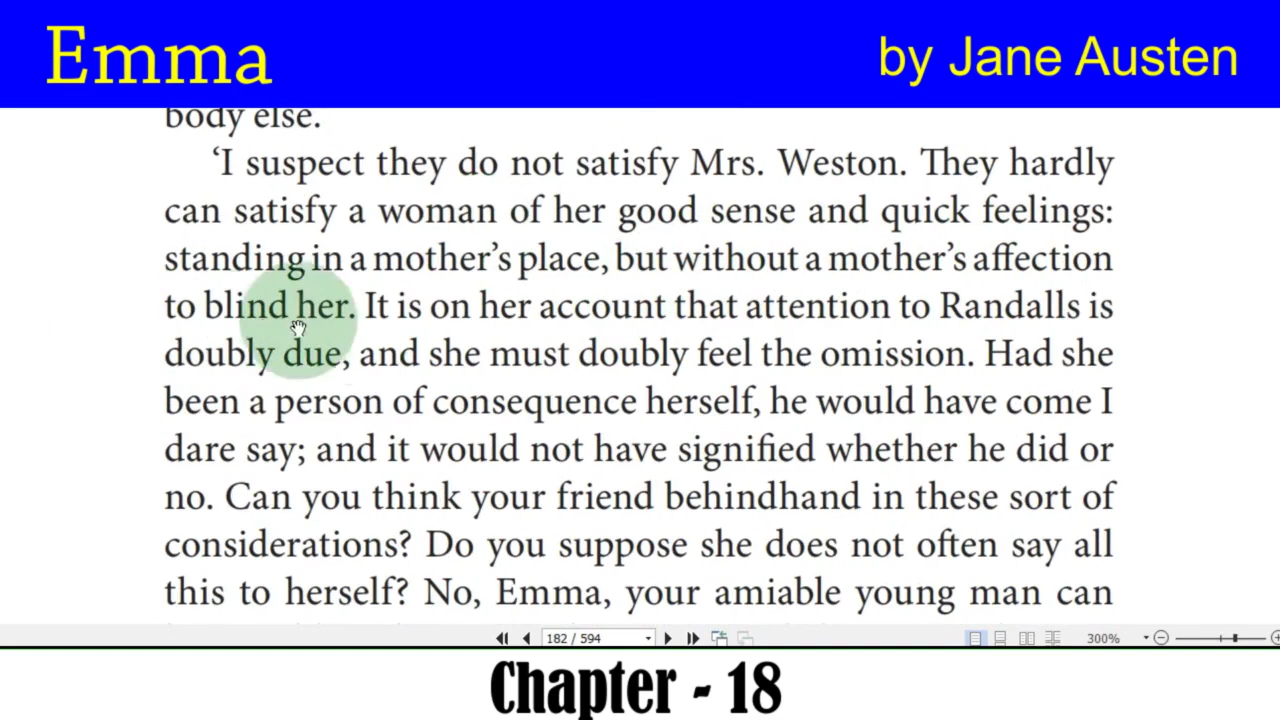 Emma
by Jane Austen
body else.
‘I suspect they do not satisfy Mrs. Weston. They hardly
can satisfy a woman of her good sense and quick feelings:
standing in a mother’s place, but without a mother’s affection
to blind her. It is on her account that attention to Randalls is
doubly due, and she must doubly feel the omission. Had she
been a person of consequence herself, he would have come I
dare say; and it would not have signified whether he did or
no. Can you think your friend behindhand in these sort of
considerations? Do you suppose she does not often say all
this to herself? No, Emma, your amiable young man can
182 / 594
300%
Chapter - 18